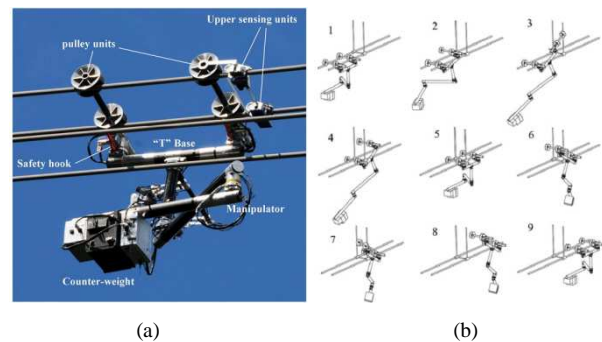 Upper sensing units
pulley units
"T" Base
Safety hook
Manipulator
Counter-weight
1
2
3
4
5
6
7
8
9
(a)
(b)